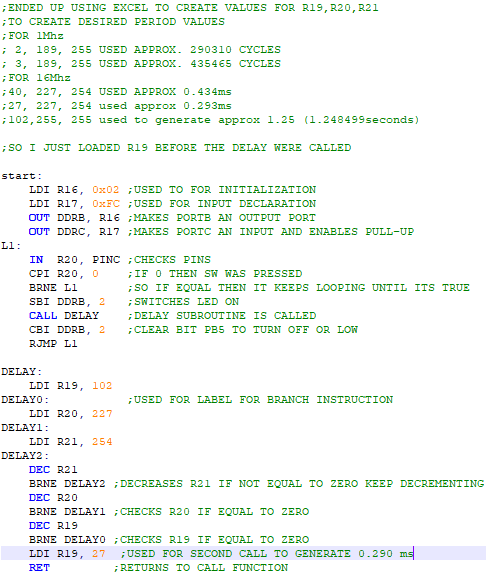 ;ENDED UP USING EXCEL TO CREATE VALUES FOR R19,R20,R21
;TO CREATE DESIRED PERIOD VALUES
;FOR 1Mhz
; 2, 189, 255 USED APPROX. 290310 CYCLES
; 3, 189, 255 USED APPROX. 435465 CYCLES
;FOR 16Mhz
;40, 227, 254 USED APPROX 0.434ms
;27, 227, 254 used approx 0.293ms
;102,255, 255 used to generate approx 1.25 (1.248499seconds)
;SO I JUST LOADED R19 BEFORE THE DELAY WERE CALLED
start:
LDI R16, 0x02 ;USED TO FOR INITIALIZATION
LDI R17, 0xFC ;USED FOR INPUT DECLARATION
OUT DDRB, R16 ;MAKES PORTB AN OUTPUT PORT
OUT DDRC, R17 ;MAKES PORTC AN INPUT AND ENABLES PULL-UP
L1:
IN R20, PINC ;CHECKS PINS
CPI R20, 0 ;IF 0 THEN SW WAS PRESSED
BRNE L1 ;SO IF EQUAL THEN IT KEEPS LOOPING UNTIL ITS TRUE
SBI DDRB, 2 ;SWITCHES LED ON
CALL DELAY ;DELAY SUBROUTINE IS CALLED
CBI DDRB, 2 ;CLEAR BIT PB5 TO TURN OFF OR LOW
RJMP L1
DELAY:
LDI R19, 102
DELAY0: ;USED FOR LABEL FOR BRANCH INSTRUCTION
LDI R20, 227
DELAY1:
LDI R21, 254
DELAY2:
DEC R21
BRNE DELAY2 ;DECREASES R21 IF NOT EQUAL TO ZERO KEEP DECREMENTING
DEC R20
BRNE DELAY1 ;CHECKS R20 IF EQUAL TO ZERO
DEC R19
BRNE DELAY0 ;CHECKS R19 IF EQUAL TO ZERO
LDI R19, 27 ;USED FOR SECOND CALL TO GENERATE 0.290 ms
RET ;RETURNS TO CALL FUNCTION